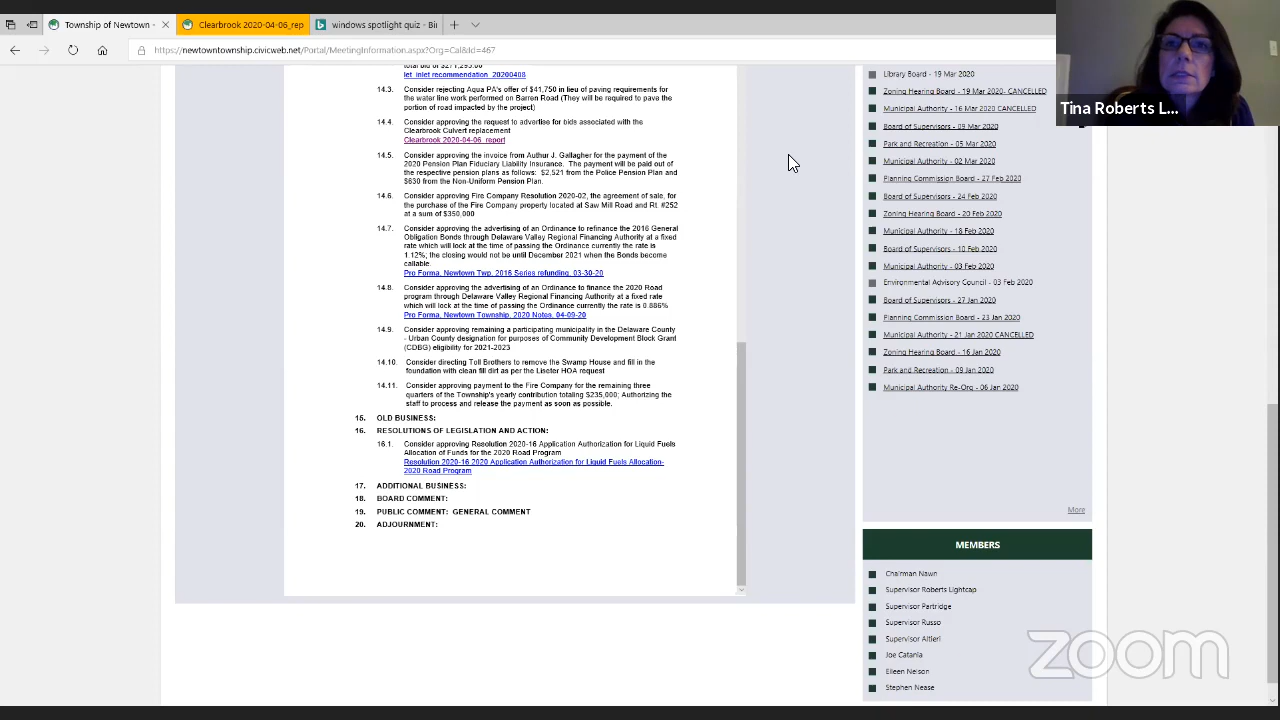 Township of Newtown -
Clearbrook 2020-04-06_rep
windows spotlight quiz - Bi
https://newtowntownship.civicweb.net/Portal/MeetingInformation.aspx?Org=Cal&Id=467
Tina Roberts L...
total bid of $271,295.00
let_inlet recommendation_20200408
14.3. Consider rejecting Aqua PA's offer of $41,750 in lieu of paving requirements for
the water line work performed on Barren Road (They will be required to pave the
portion of road impacted by the project)
14.4. Consider approving the request to advertise for bids associated with the
Clearbrook Culvert replacement
Clearbrook 2020-04-06_report
14.5. Consider approving the invoice from Authur J. Gallagher for the payment of the
2020 Pension Plan Fiduciary Liability Insurance. The payment will be paid out of
the respective pension plans as follows: $2,521 from the Police Pension Plan and
$630 from the Non-Uniform Pension Plan.
14.6. Consider approving Fire Company Resolution 2020-02, the agreement of sale, for
the purchase of the Fire Company property located at Saw Mill Road and Rt. #252
at a sum of $350,000
14.7. Consider approving the advertising of an Ordinance to refinance the 2016 General
Obligation Bonds through Delaware Valley Regional Financing Authority at a fixed
rate which will lock at the time of passing the Ordinance currently the rate is
1.12%; the closing would not be until December 2021 when the Bonds become
callable.
Pro Forma, Newtown Twp, 2016 Series refunding, 03-30-20
14.8. Consider approving the advertising of an Ordinance to finance the 2020 Road
program through Delaware Valley Regional Financing Authority at a fixed rate
which will lock at the time of passing the Ordinance currently the rate is 0.886%
Pro Forma, Newtown Township, 2020 Notes, 04-09-20
14.9. Consider approving remaining a participating municipality in the Delaware County
- Urban County designation for purposes of Community Development Block Grant
(CDBG) eligibility for 2021-2023
14.10. Consider directing Toll Brothers to remove the Swamp House and fill in the
foundation with clean fill dirt as per the Liseter HOA request
14.11. Consider approving payment to the Fire Company for the remaining three
quarters of the Township's yearly contribution totaling $235,000; Authorizing the
staff to process and release the payment as soon as possible.
15. OLD BUSINESS:
16. RESOLUTIONS OF LEGISLATION AND ACTION:
16.1. Consider approving Resolution 2020-16 Application Authorization for Liquid Fuels
Allocation of Funds for the 2020 Road Program
Resolution 2020-16 2020 Application Authorization for Liquid Fuels Allocation-
2020 Road Program
17. ADDITIONAL BUSINESS:
18. BOARD COMMENT:
19. PUBLIC COMMENT: GENERAL COMMENT
20. ADJOURNMENT:
Library Board - 19 Mar 2020
Zoning Hearing Board - 19 Mar 2020- CANCELLED
Municipal Authority - 16 Mar 2020 CANCELLED
Board of Supervisors - 09 Mar 2020
Park and Recreation - 05 Mar 2020
Municipal Authority - 02 Mar 2020
Planning Commission Board - 27 Feb 2020
Board of Supervisors - 24 Feb 2020
Zoning Hearing Board - 20 Feb 2020
Municipal Authority - 18 Feb 2020
Board of Supervisors - 10 Feb 2020
Municipal Authority - 03 Feb 2020
Environmental Advisory Council - 03 Feb 2020
Board of Supervisors - 27 Jan 2020
Planning Commission Board - 23 Jan 2020
Municipal Authority - 21 Jan 2020 CANCELLED
Zoning Hearing Board - 16 Jan 2020
Park and Recreation - 09 Jan 2020
Municipal Authority Re-Org - 06 Jan 2020
More
MEMBERS
Chairman Nawn
Supervisor Roberts Lightcap
Supervisor Partridge
Supervisor Russo
Supervisor Altieri
Joe Catania
Eileen Nelson
Stephen Nease
zoom